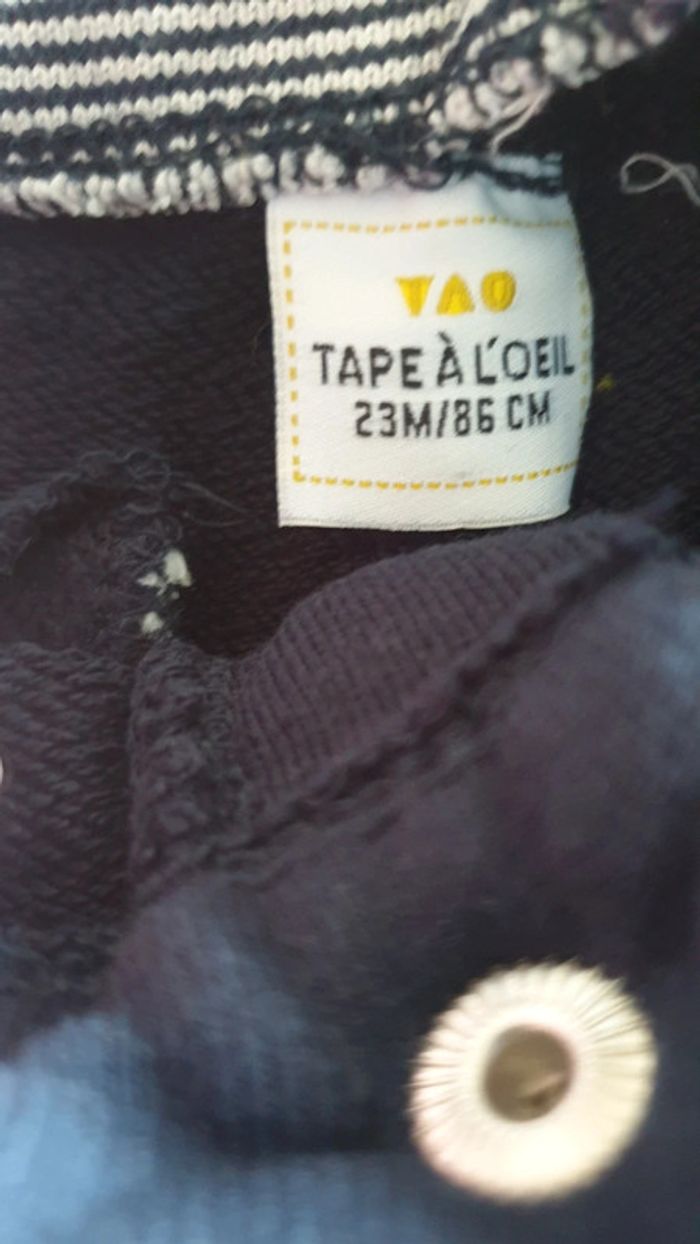 TAO
TAPE À L'OEIL
23M/86 CM